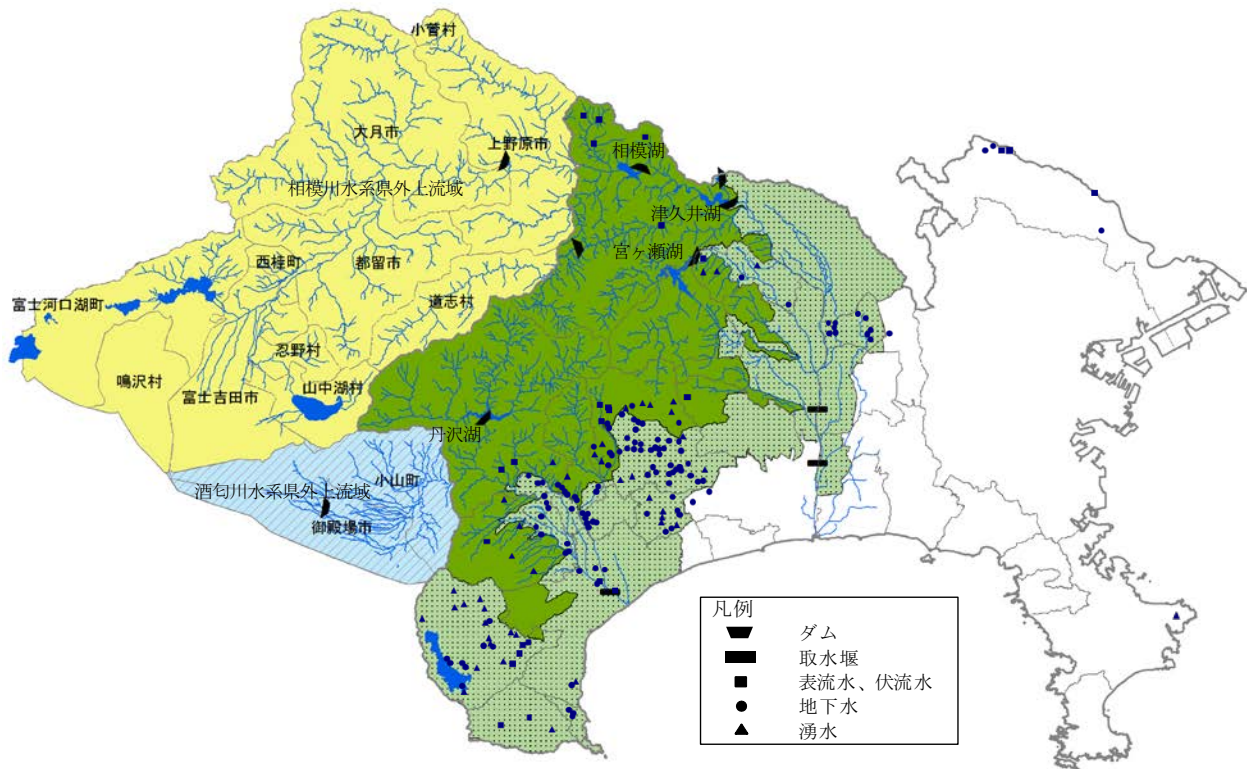 小菅村
大月市
上野原市
相模湖
相模川水系県外上流域
津久井湖
宮ヶ瀬湖
西桂町
都留市
道志村
富士河口湖町
忍野村
鳴沢村
富士吉田市
山中湖村
丹沢湖
酒匂川水系県外上流域
小山町
御殿場市
凡例
ダム
取水堰
表流水、伏流水
地下水
湧水